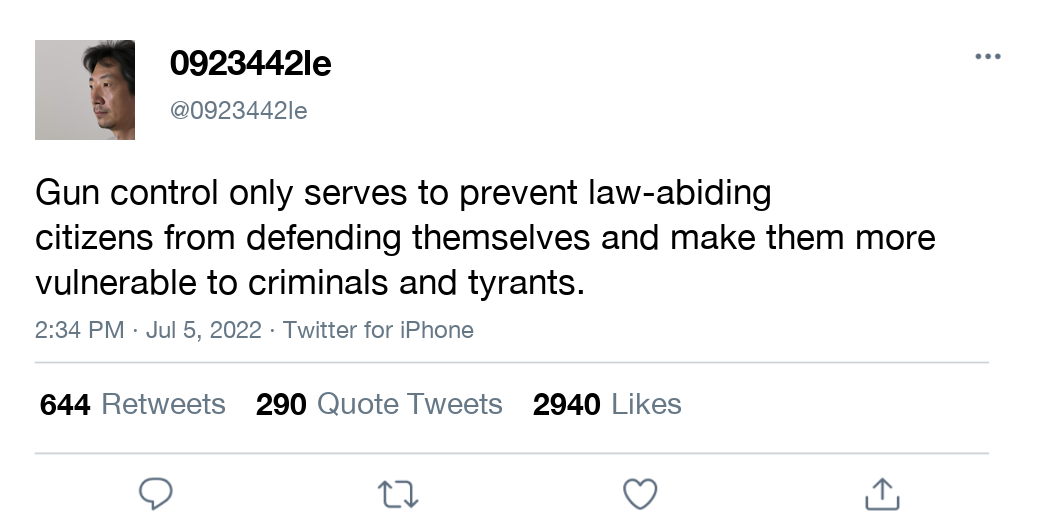 0923442le
@0923442le
Gun control only serves to prevent law-abiding
citizens from defending themselves and make them more
vulnerable to criminals and tyrants.
2:34 PM · Jul 5, 2022 · Twitter for iPhone
644 Retweets 290 Quote Tweets 2940 Likes